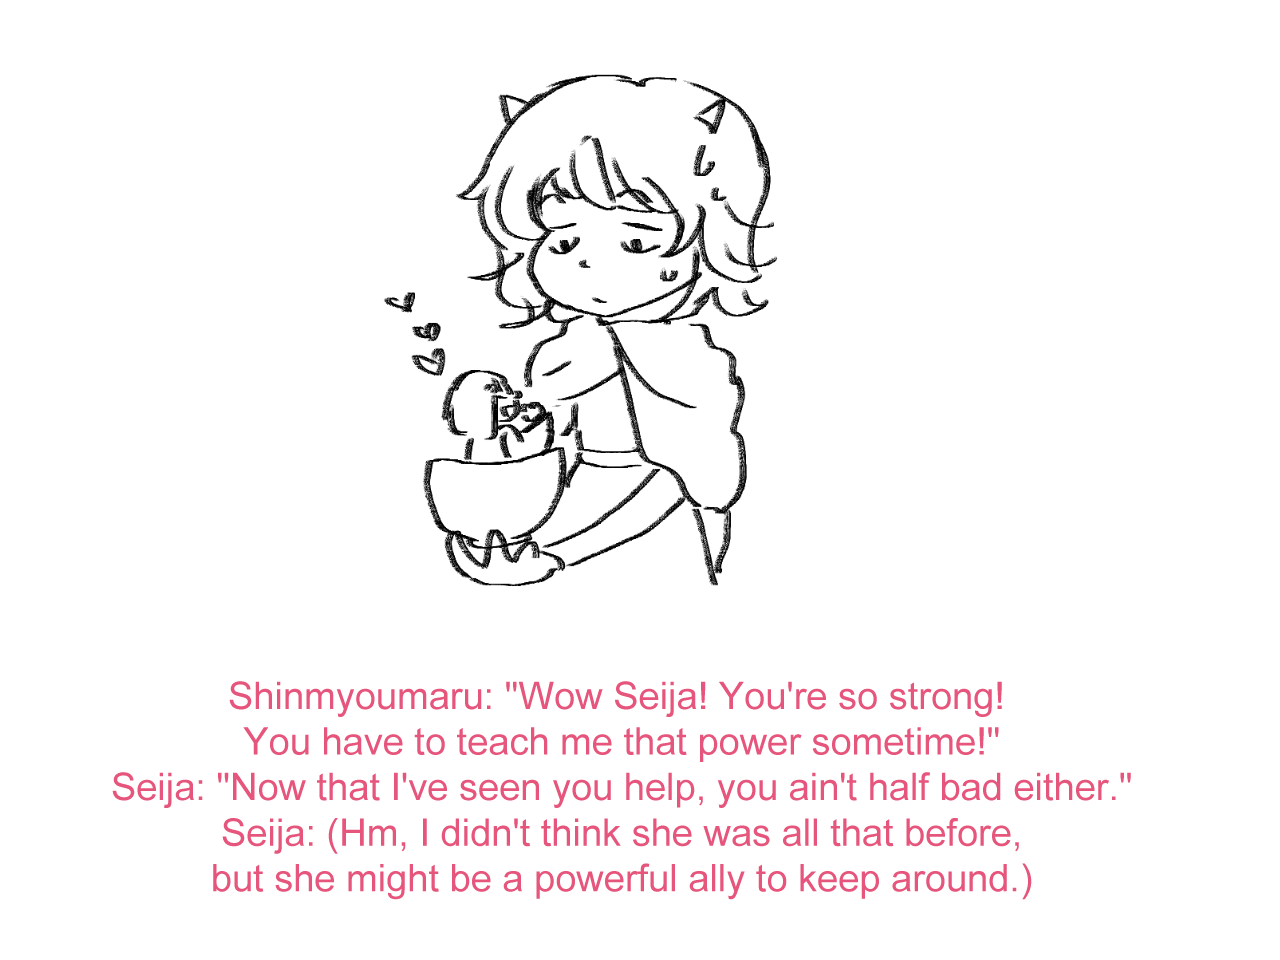 Shinmyoumaru: "Wow Seija! You're so strong!
You have to teach me that power sometime!"
Seija: "Now that I've seen you help, you ain't half bad either."
Seija: (Hm, I didn't think she was all that before,
but she might be a powerful ally to keep around.)